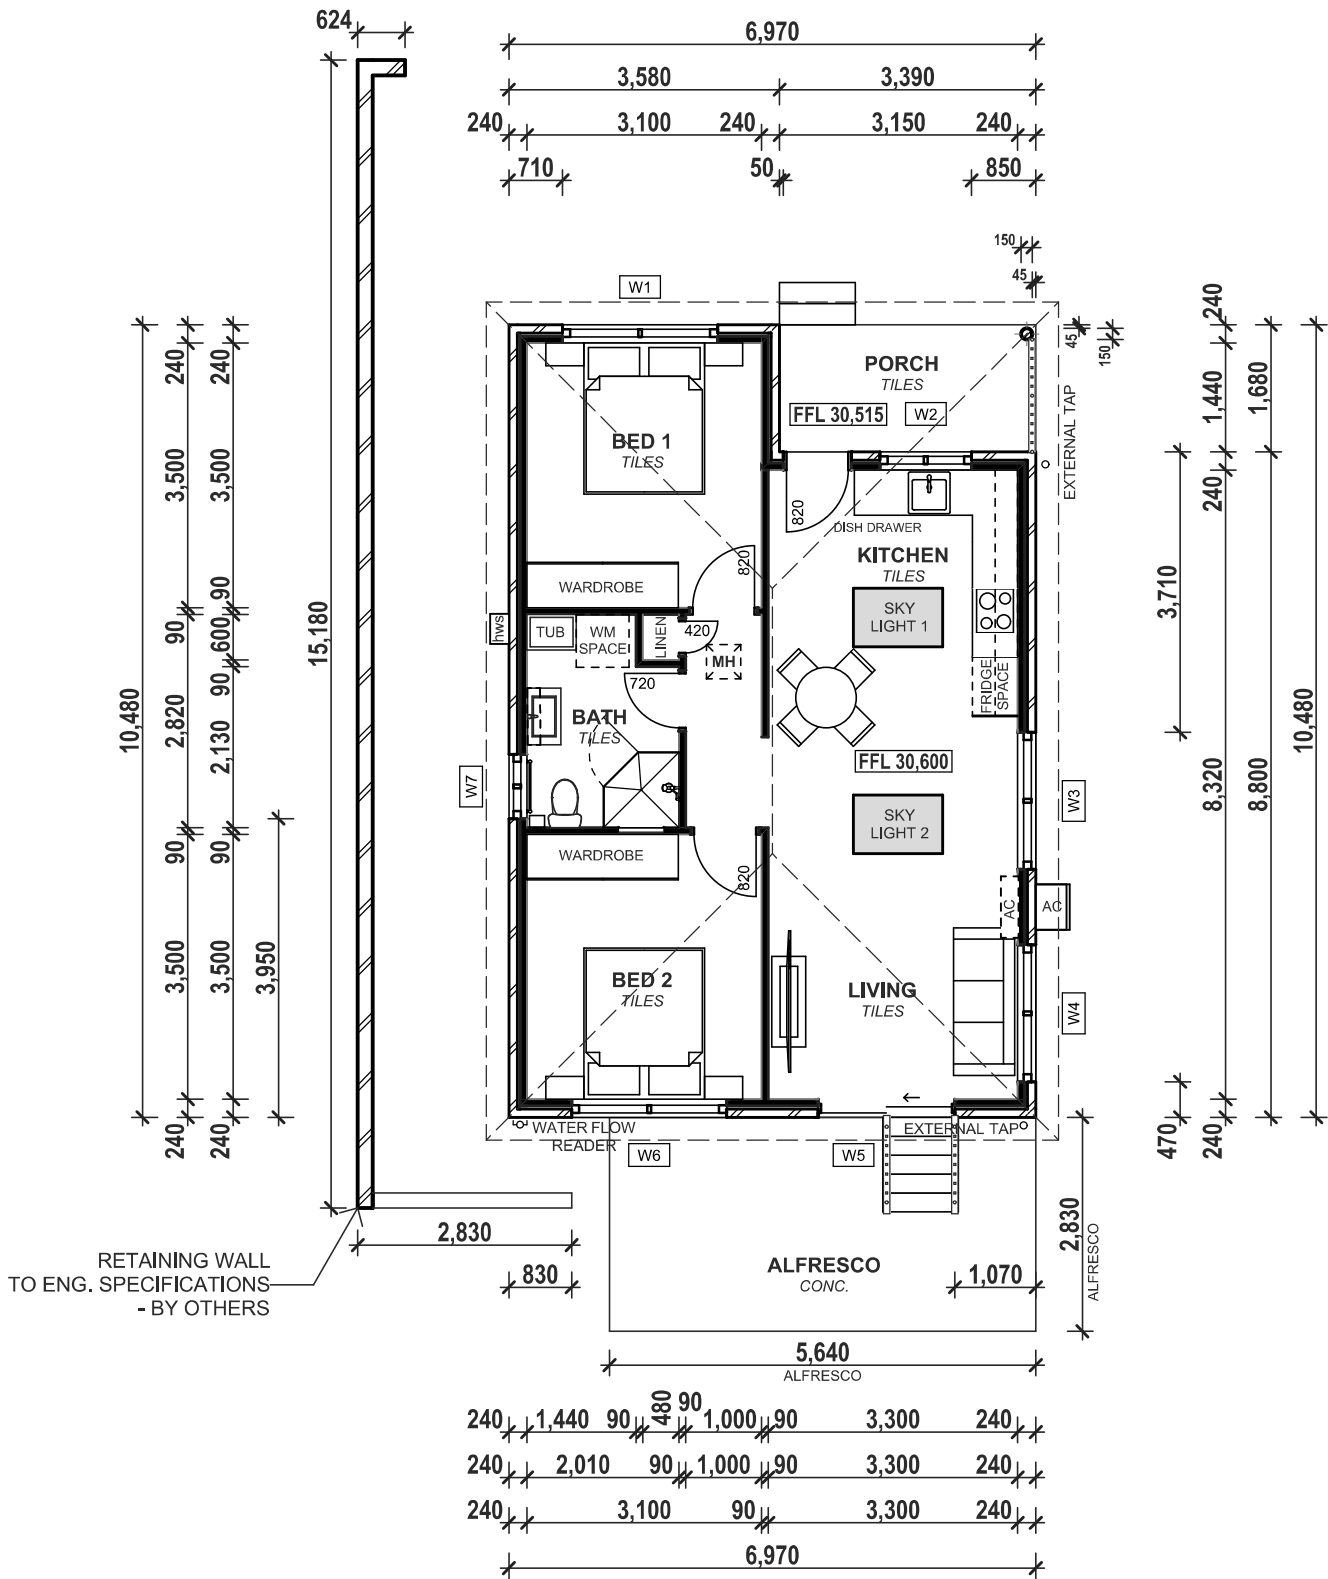 624
6,970
3,580 3,390
240 3,100 240 3,150 240
710 50 850
150
45
W1
45
150
PORCH
TILES
FFL 30,515
W2
EXTERNAL TAP
BED 1
TILES
820
DISH DRAWER
KITCHEN
TILES
820
WARDROBE
SKY
LIGHT 1
hws
TUB
WM
SPACE
LINEN
420
MH
720
FRIDGE
SPACE
BATH
TILES
FFL 30,600
W7
W3
SKY
LIGHT 2
WARDROBE
820
AC
AC
BED 2
TILES
LIVING
TILES
W4
WATER FLOW
READER
EXTERNAL TAP
W6
W5
15,180
10,480
240
3,500
90
2,820
90
3,500
240
240
3,500
90
600
90
2,130
90
3,500
240
3,950
3,710
470
240
1,440
240
8,320
240
1,680
8,800
10,480
2,830
ALFRESCO
2,830
830
RETAINING WALL
TO ENG. SPECIFICATIONS
- BY OTHERS
ALFRESCO
CONC.
1,070
5,640
ALFRESCO
240 1,440 90 480 90 1,000 90 3,300 240
240 2,010 90 1,000 90 3,300 240
240 3,100 90 3,300 240
6,970